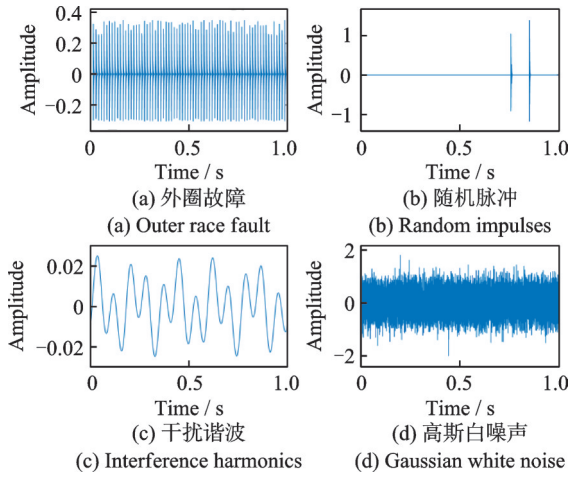 0.4
0.2
0
−0.2
Amplitude
0 0.5 1.0
Time / s
(a) 外圈故障
(a) Outer race fault
1
0
−1
Amplitude
0 0.5 1.0
Time / s
(b) 随机脉冲
(b) Random impulses
0.02
0
−0.02
Amplitude
0 0.5 1.0
Time / s
(c) 干扰谐波
(c) Interference harmonics
2
0
−2
Amplitude
0 0.5 1.0
Time / s
(d) 高斯白噪声
(d) Gaussian white noise